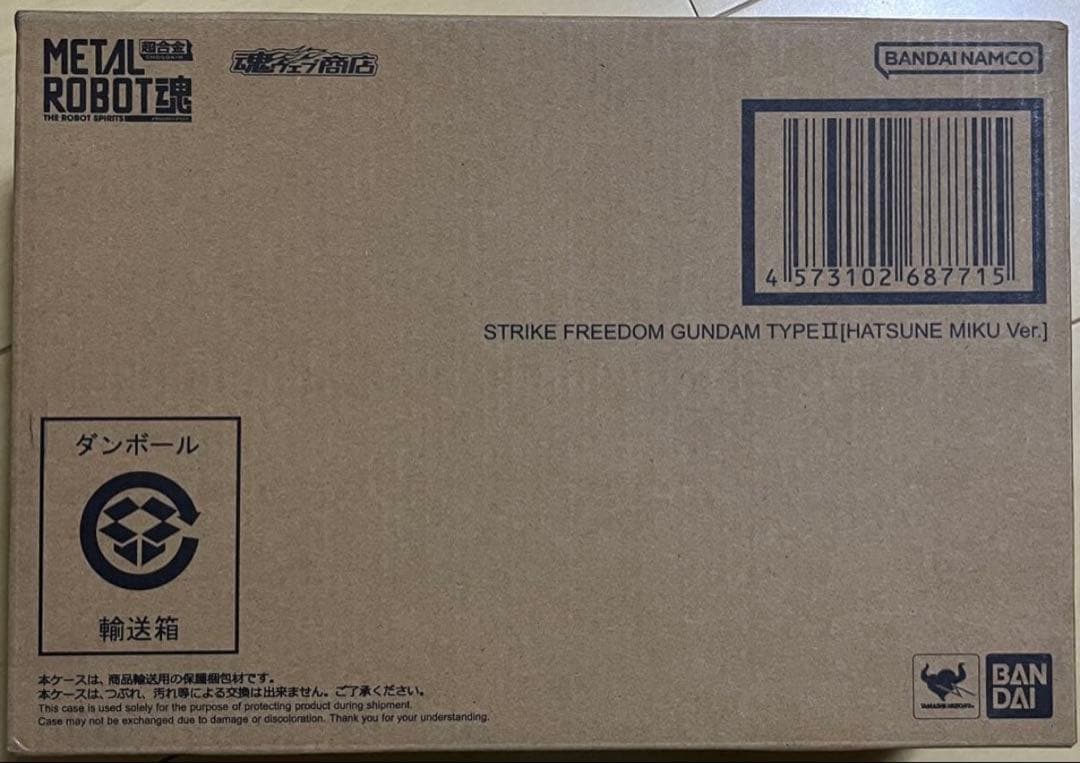 METAL 超合金
ROBOT魂
THE ROBOT SPIRITS
魂ウェブ商店
BANDAI NAMCO
4 573102 687715
STRIKE FREEDOM GUNDAM TYPEⅡ[HATSUNE MIKU Ver.]
ダンボール
輸送箱
本ケースは、商品輸送用の保護梱包材です。
本ケースは、つぶれ、汚れ等による交換は出来ません。ご了承ください。
This case is used solely for the purpose of protecting product during shipment.
Case may not be exchanged due to damage or discoloration. Thank you for your understanding.
TAMASHII NATIONS
BAN
DAI